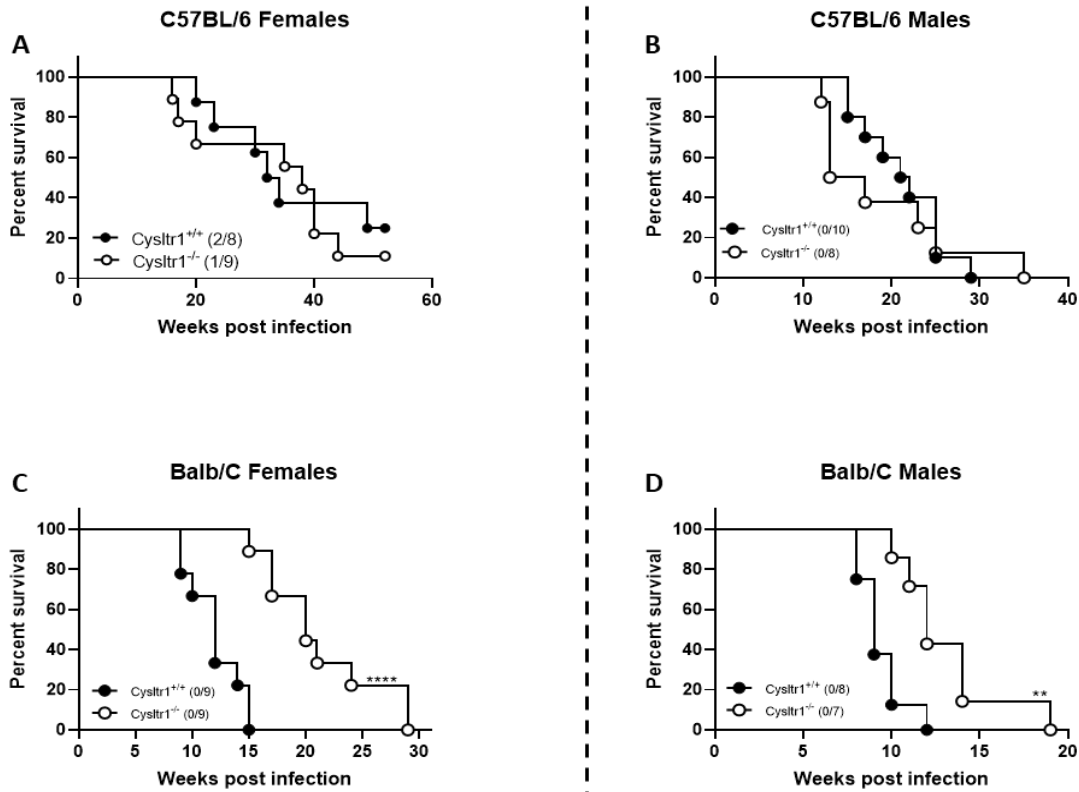 C57BL/6 Females
A
Percent survival
100
80
60
40
20
0
Cysltr1+/+ (2/8)
Cysltr1-/- (1/9)
0 20 40 60
Weeks post infection
C57BL/6 Males
B
Percent survival
100
80
60
40
20
0
Cysltr1+/+(0/10)
Cysltr1-/- (0/8)
0 10 20 30 40
Weeks post infection
Balb/C Females
C
Percent survival
100
80
60
40
20
0
Cysltr1+/+ (0/9)
Cysltr1-/- (0/9)
****
0 5 10 15 20 25 30
Weeks post infection
Balb/C Males
D
Percent survival
100
80
60
40
20
0
Cysltr1+/+ (0/8)
Cysltr1-/- (0/7)
**
0 5 10 15 20
Weeks post infection